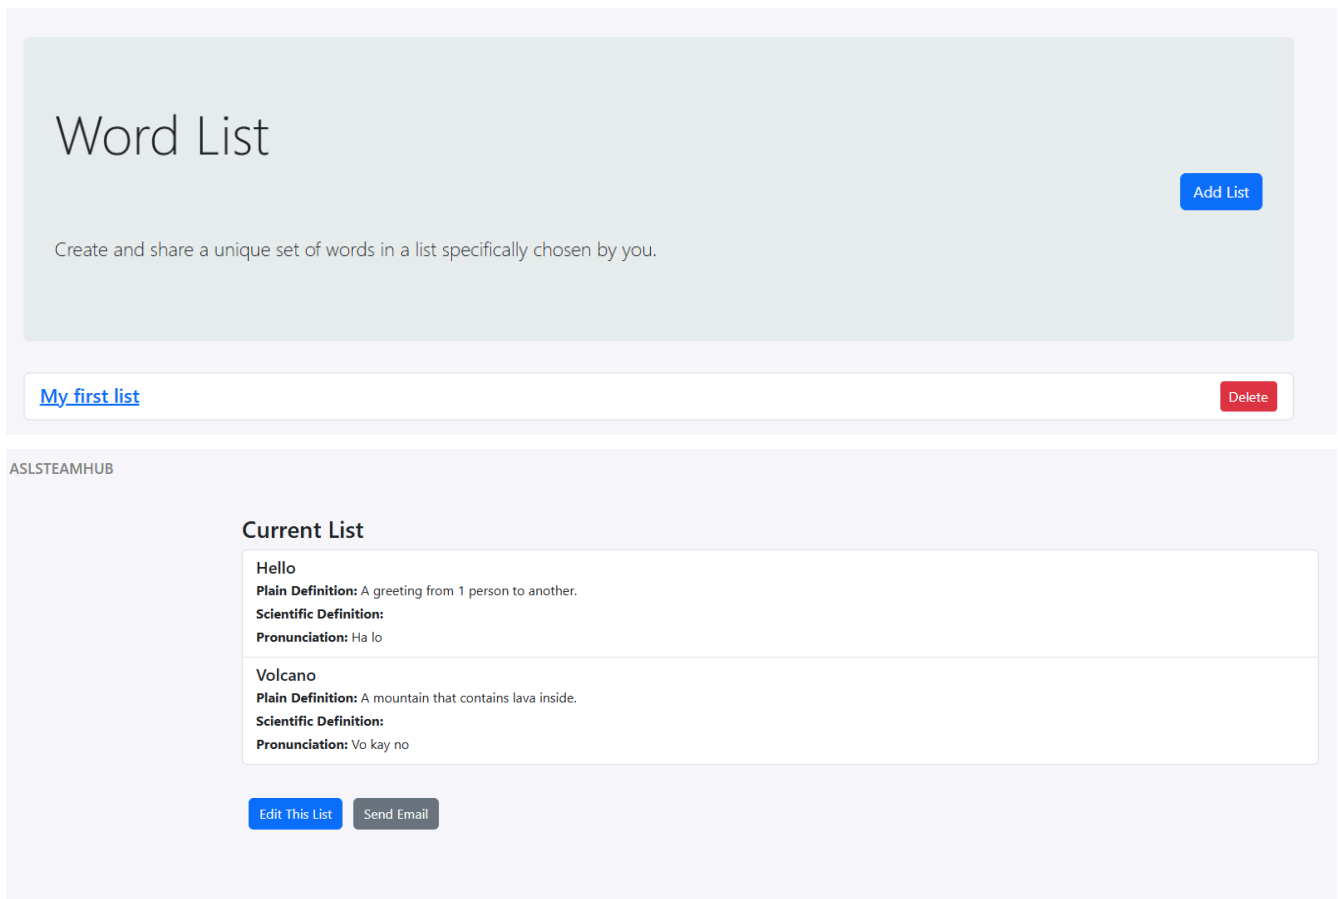 Word List
Add List
Create and share a unique set of words in a list specifically chosen by you.
My first list
Delete
ASLSTEAMHUB
Current List
Hello
Plain Definition: A greeting from 1 person to another.
Scientific Definition:
Pronunciation: Ha lo
Volcano
Plain Definition: A mountain that contains lava inside.
Scientific Definition:
Pronunciation: Vo kay no
Edit This List
Send Email